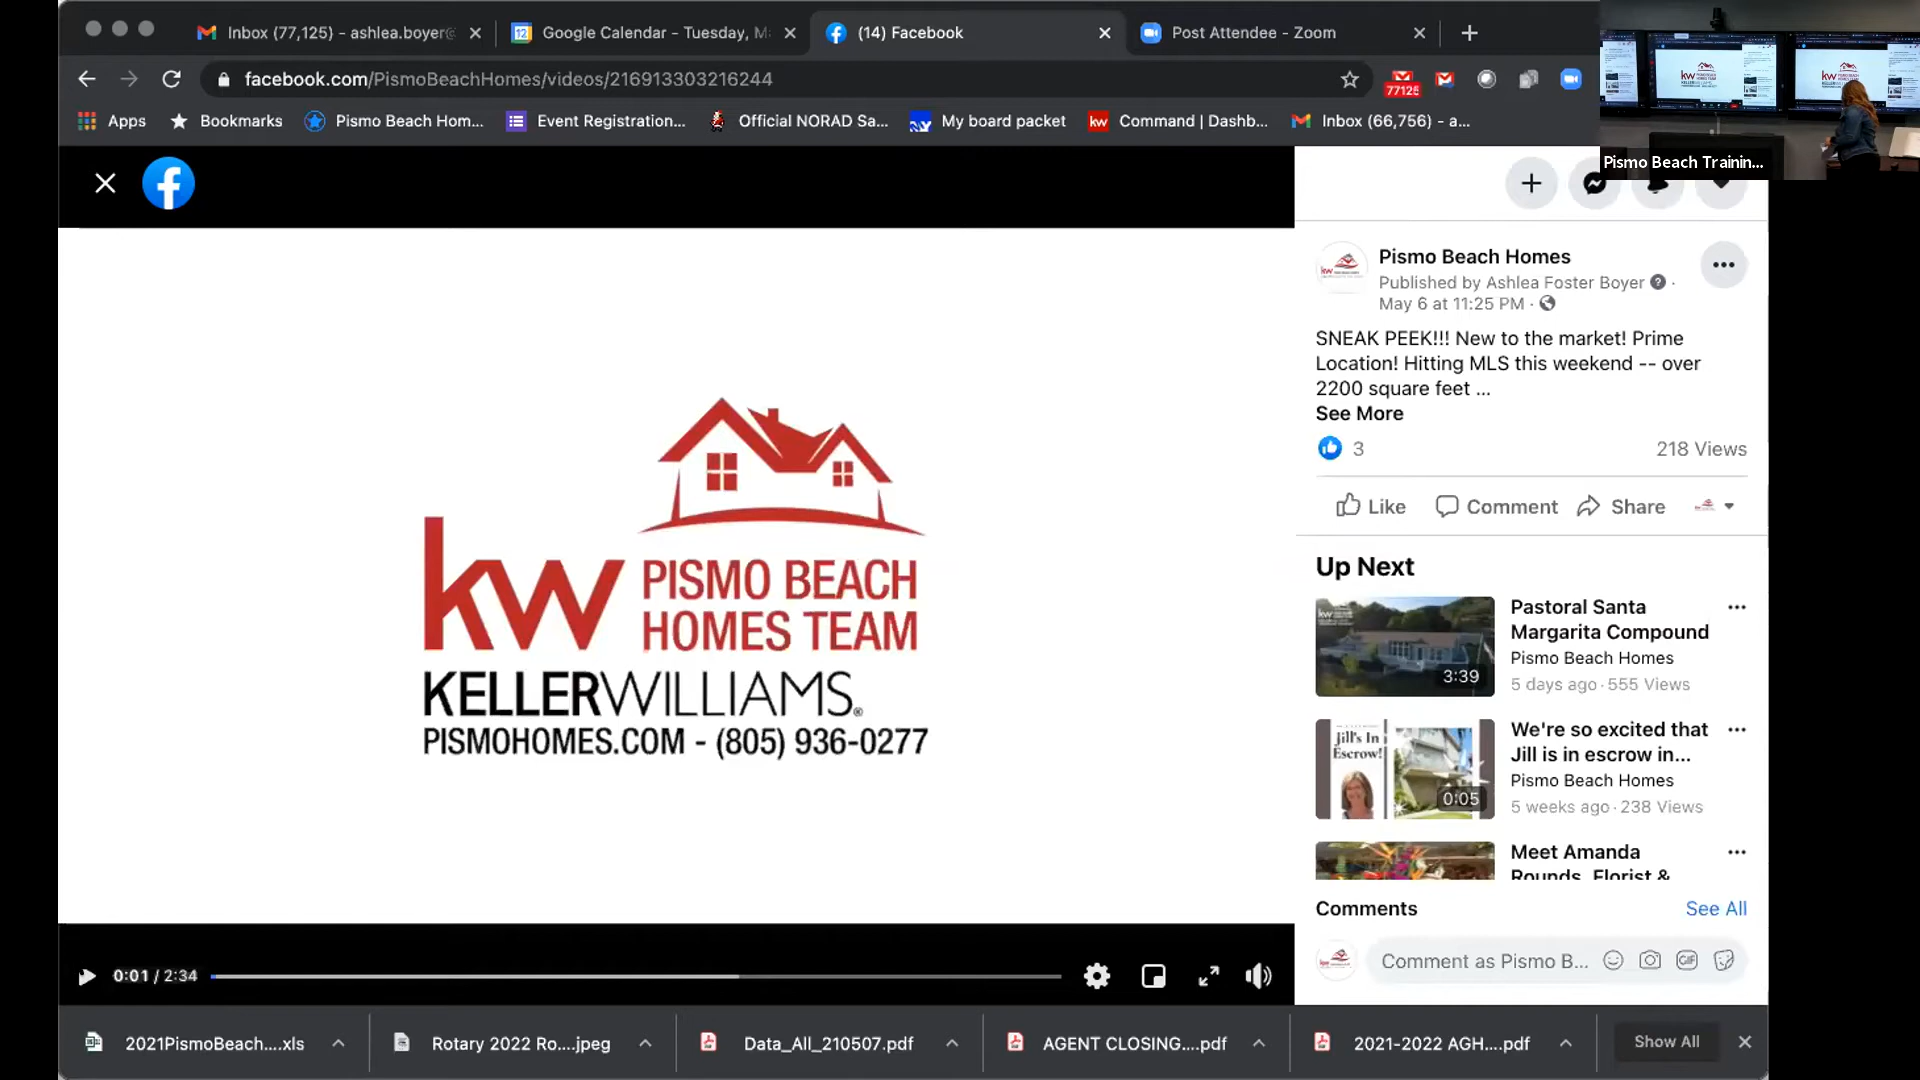 Inbox (77,125) - ashlea.boyer@
Google Calendar - Tuesday, M
(14) Facebook
Post Attendee - Zoom
facebook.com/PismoBeachHomes/videos/216913303216244
77125
Apps
Bookmarks
Pismo Beach Hom...
Event Registration...
Official NORAD Sa...
My board packet
kw
Command | Dashb...
Inbox (66,756) - a...
Pismo Beach Trainin...
Pismo Beach Homes
Published by Ashlea Foster Boyer ·
May 6 at 11:25 PM ·
SNEAK PEEK!!! New to the market! Prime
Location! Hitting MLS this weekend -- over
2200 square feet ...
See More
3
218 Views
Like
Comment
Share
kw PISMO BEACH
HOMES TEAM
KELLERWILLIAMS®
PISMOHOMES.COM - (805) 936-0277
Up Next
3:39
Pastoral Santa
Margarita Compound
Pismo Beach Homes
5 days ago · 555 Views
Jill's In
Escrow!
0:05
We're so excited that
Jill is in escrow in...
Pismo Beach Homes
5 weeks ago · 238 Views
Meet Amanda
Rounds, Florist &
Comments
See All
Comment as Pismo B...
GIF
0:01 / 2:34
2021PismoBeach....xls
Rotary 2022 Ro....jpeg
Data_All_210507.pdf
AGENT CLOSING....pdf
2021-2022 AGH....pdf
Show All